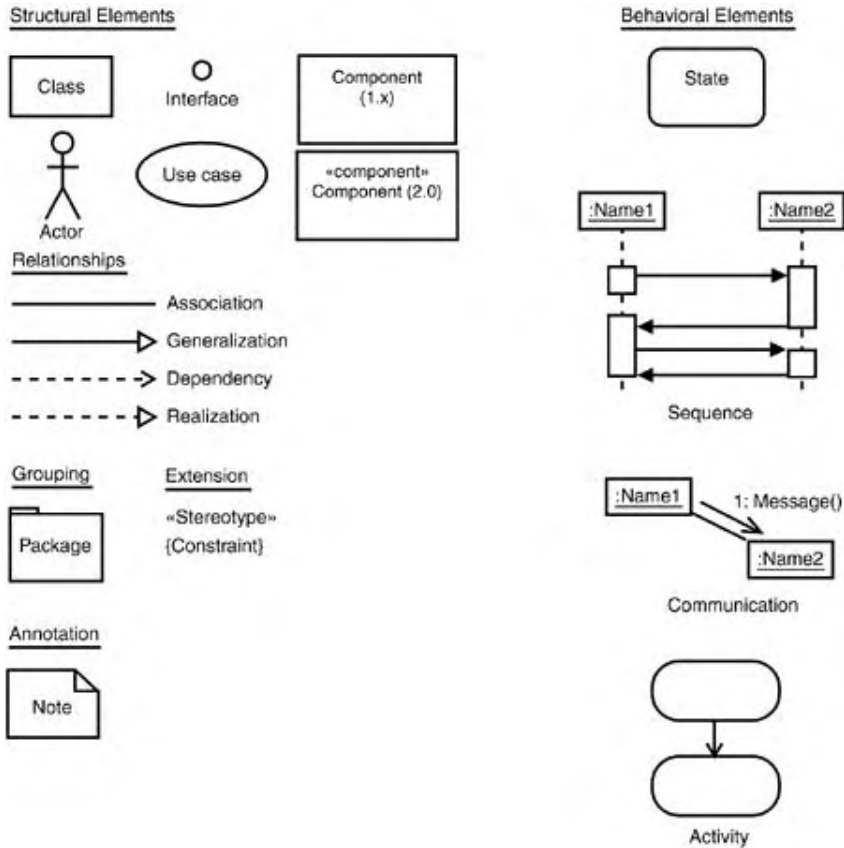 Structural Elements
Class
Interface
Component
(1.x)
Actor
Use case
«component»
Component (2.0)
Relationships
Association
Generalization
Dependency
Realization
Grouping
Package
Extension
«Stereotype»
{Constraint}
Annotation
Note
Behavioral Elements
State
:Name1
:Name2
Sequence
:Name1
1: Message()
:Name2
Communication
Activity